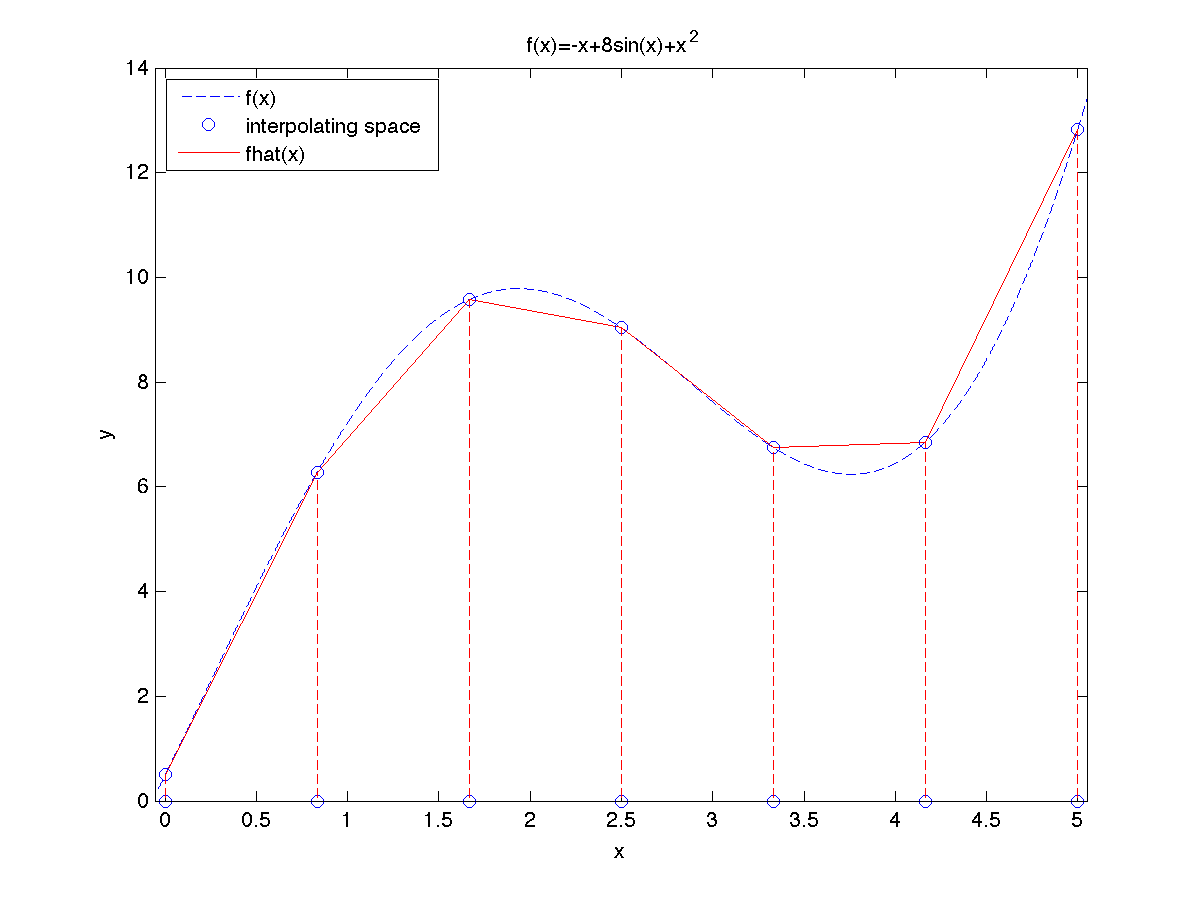 f(x)=-x+8sin(x)+x²
14
f(x)
interpolating space
fhat(x)
12
10
8
y
6
4
2
0
0 0.5 1 1.5 2 2.5 3 3.5 4 4.5 5
x